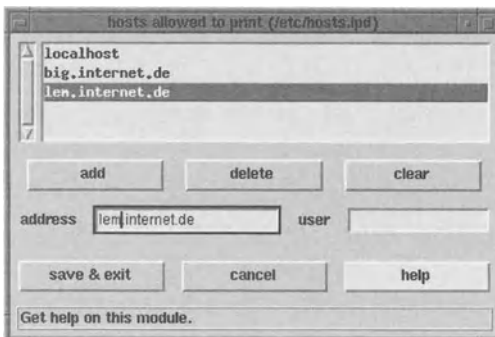 hosts allowed to print (/etc/hosts.lpd)
localhost
big.internet.de
lem.internet.de
add delete clear
address lem.internet.de user
save & exit cancel help
Get help on this module.